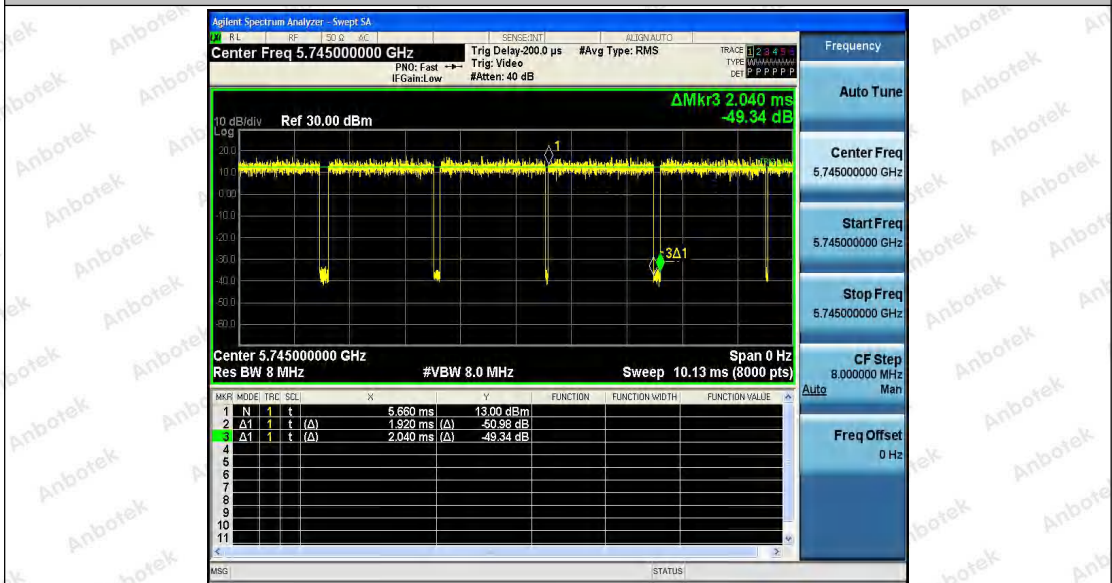 Agilent Spectrum Analyzer - Swept SA
RL RF 50 Ω AC SENSE:INT ALIGN AUTO
Center Freq 5.745000000 GHz
PNO: Fast
IFGain:Low
Trig Delay-200.0 µs #Avg Type: RMS
Trig: Video
#Atten: 40 dB
TRACE 1 2 3 4 5 6
TYPE
DET P P P P P P
ΔMkr3 2.040 ms
-49.34 dB
10 dB/div Ref 30.00 dBm
Log
20.0
10.0
0.00
-10.0
-20.0
-30.0
-40.0
-50.0
-60.0
1
3Δ1
Center 5.745000000 GHz Span 0 Hz
Res BW 8 MHz #VBW 8.0 MHz Sweep 10.13 ms (8000 pts)
MKR MODE TRC SCL X Y FUNCTION FUNCTION WIDTH FUNCTION VALUE
1 N 1 t 5.660 ms 13.00 dBm
2 Δ1 1 t (Δ) 1.920 ms (Δ) -50.98 dB
3 Δ1 1 t (Δ) 2.040 ms (Δ) -49.34 dB
4
5
6
7
8
9
10
11
MSG STATUS
Frequency
Auto Tune
Center Freq
5.745000000 GHz
Start Freq
5.745000000 GHz
Stop Freq
5.745000000 GHz
CF Step
8.000000 MHz
Auto Man
Freq Offset
0 Hz
Anbotek